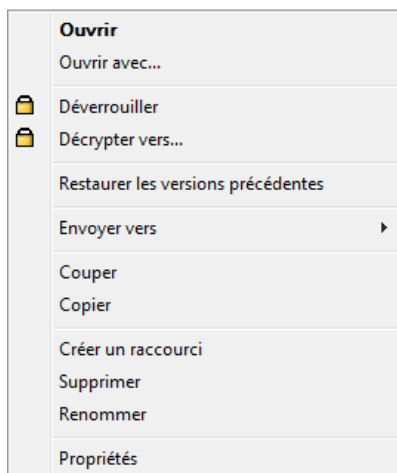 Ouvrir
Ouvrir avec...
Déverrouiller
Décrypter vers...
Restaurer les versions précédentes
Envoyer vers
Couper
Copier
Créer un raccourci
Supprimer
Renommer
Propriétés